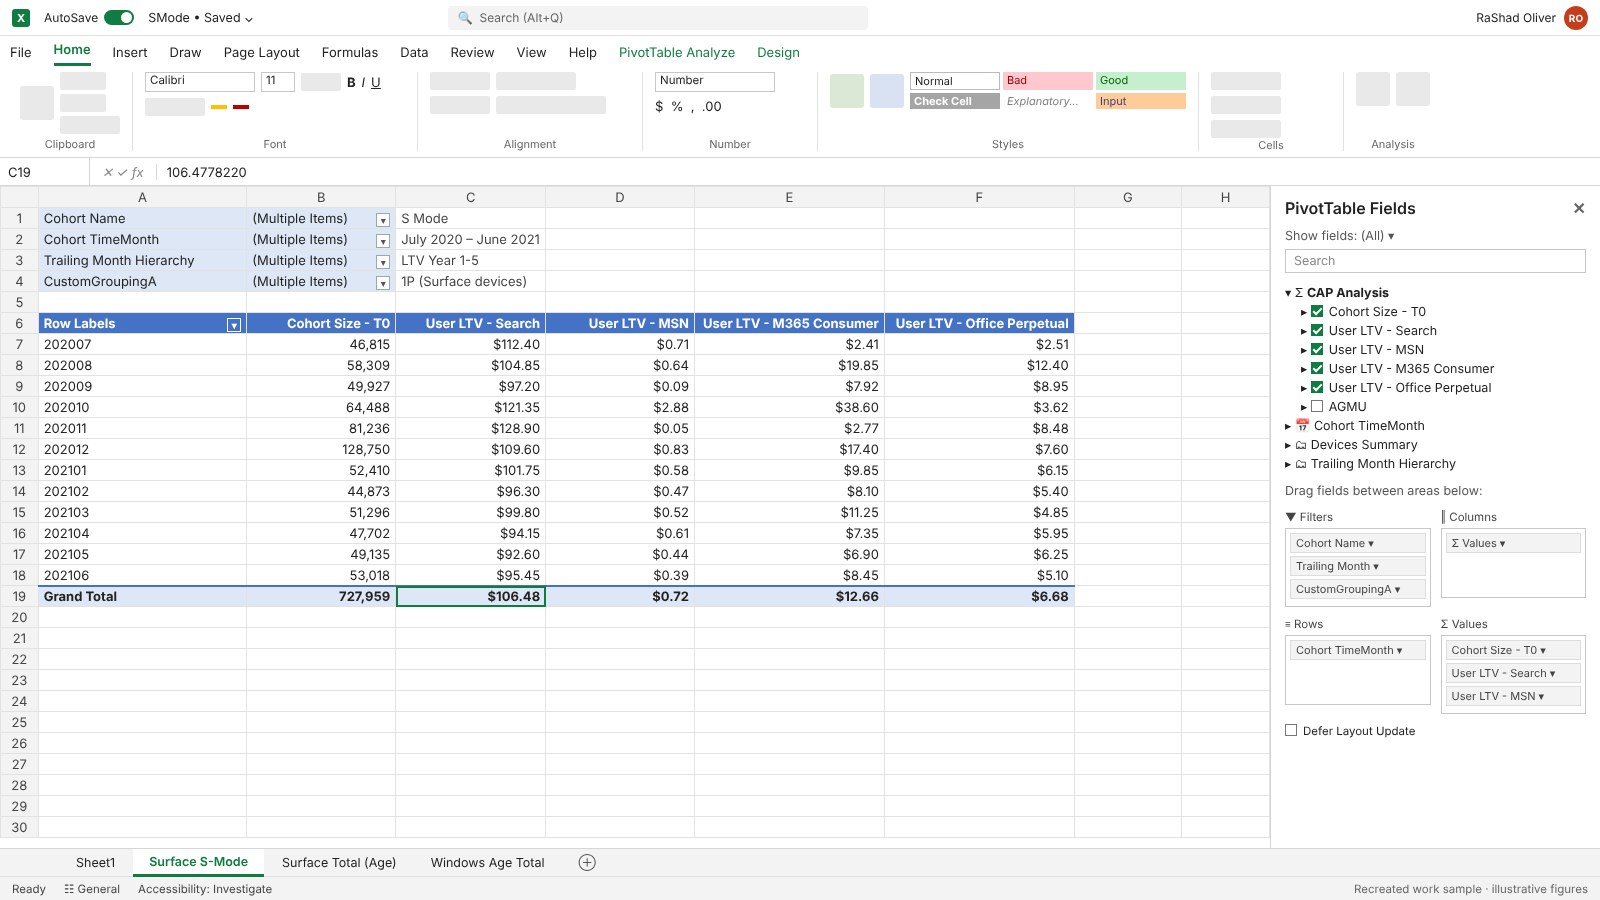 X AutoSave SMode • Saved Search (Alt+Q) RaShad Oliver RO
File Home Insert Draw Page Layout Formulas Data Review View Help PivotTable Analyze Design
Calibri 11 B I U Number Normal Bad Good
$ % , .00 Check Cell Explanatory... Input
Clipboard Font Alignment Number Styles Cells Analysis
C19 fx 106.4778220
A B C D E F G H
1 Cohort Name (Multiple Items) S Mode
2 Cohort TimeMonth (Multiple Items) July 2020 – June 2021
3 Trailing Month Hierarchy (Multiple Items) LTV Year 1-5
4 CustomGroupingA (Multiple Items) 1P (Surface devices)
5
6 Row Labels Cohort Size - T0 User LTV - Search User LTV - MSN User LTV - M365 Consumer User LTV - Office Perpetual
7 202007 46,815 $112.40 $0.71 $2.41 $2.51
8 202008 58,309 $104.85 $0.64 $19.85 $12.40
9 202009 49,927 $97.20 $0.09 $7.92 $8.95
10 202010 64,488 $121.35 $2.88 $38.60 $3.62
11 202011 81,236 $128.90 $0.05 $2.77 $8.48
12 202012 128,750 $109.60 $0.83 $17.40 $7.60
13 202101 52,410 $101.75 $0.58 $9.85 $6.15
14 202102 44,873 $96.30 $0.47 $8.10 $5.40
15 202103 51,296 $99.80 $0.52 $11.25 $4.85
16 202104 47,702 $94.15 $0.61 $7.35 $5.95
17 202105 49,135 $92.60 $0.44 $6.90 $6.25
18 202106 53,018 $95.45 $0.39 $8.45 $5.10
19 Grand Total 727,959 $106.48 $0.72 $12.66 $6.68
20
21
22
23
24
25
26
27
28
29
30
PivotTable Fields
Show fields: (All)
Search
Σ CAP Analysis
Cohort Size - T0
User LTV - Search
User LTV - MSN
User LTV - M365 Consumer
User LTV - Office Perpetual
AGMU
Cohort TimeMonth
Devices Summary
Trailing Month Hierarchy
Drag fields between areas below:
Filters
Cohort Name
Trailing Month
CustomGroupingA
Columns
Σ Values
Rows
Cohort TimeMonth
Σ Values
Cohort Size - T0
User LTV - Search
User LTV - MSN
Defer Layout Update
Sheet1 Surface S-Mode Surface Total (Age) Windows Age Total
Ready General Accessibility: Investigate Recreated work sample · illustrative figures